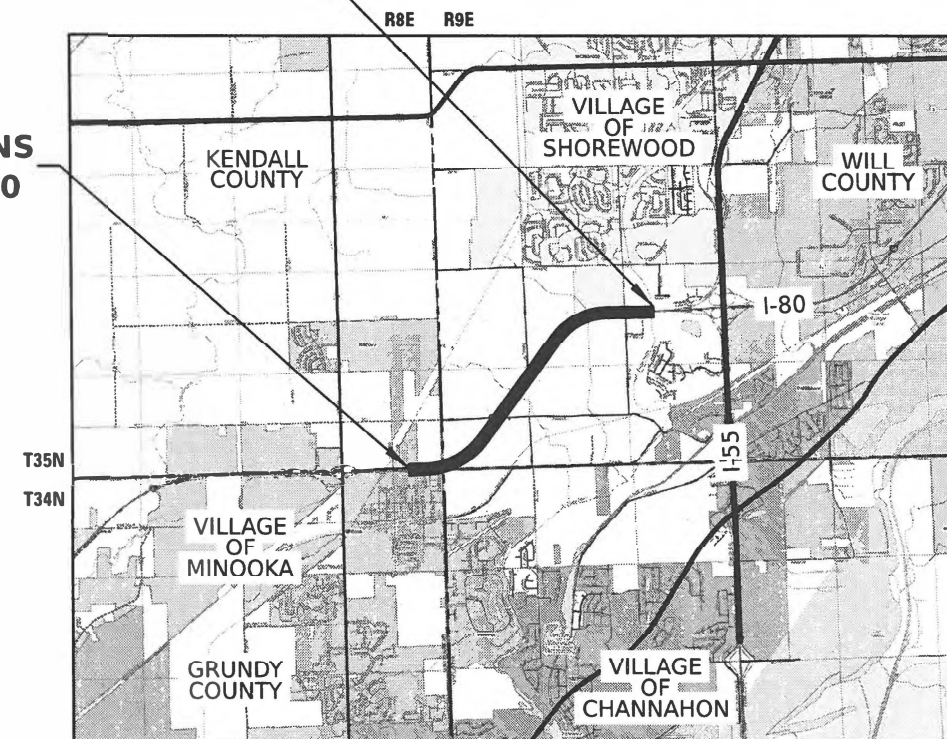 R8E R9E
NS
0
KENDALL
COUNTY
VILLAGE
OF
SHOREWOOD
WILL
COUNTY
I-80
I-55
T35N
T34N
VILLAGE
OF
MINOOKA
GRUNDY
COUNTY
VILLAGE
OF
CHANNAHON